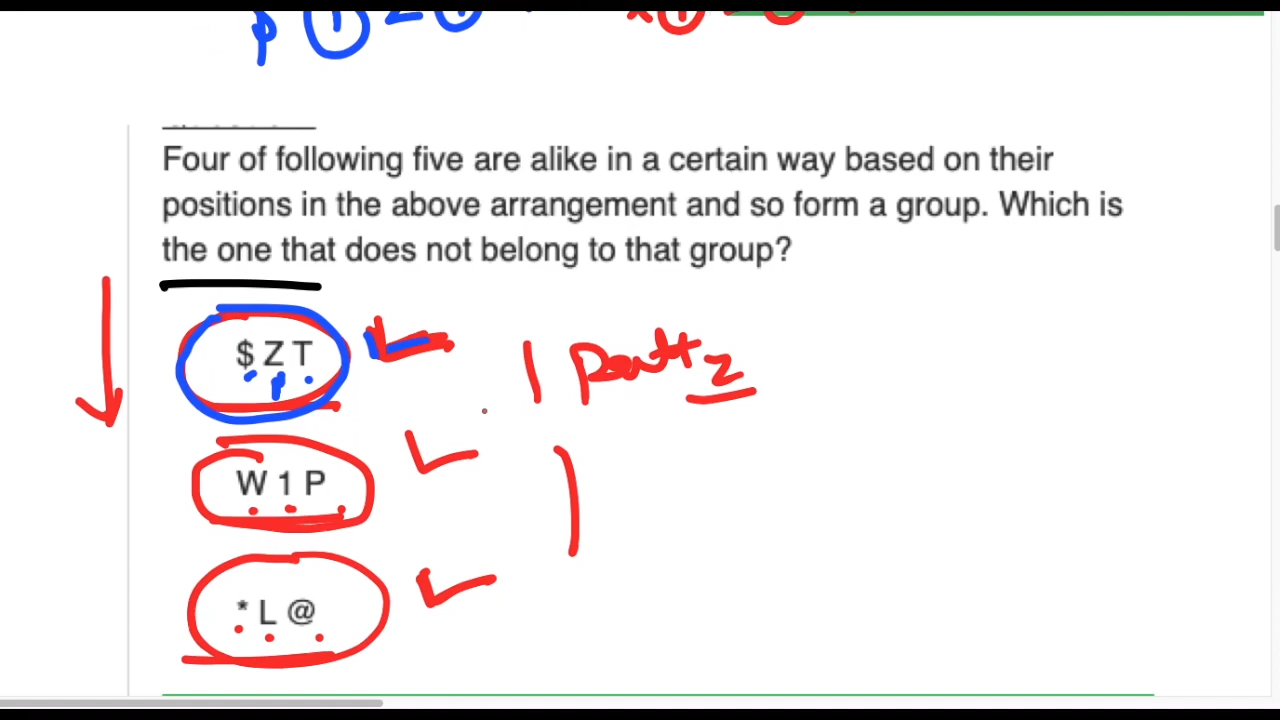 Four of following five are alike in a certain way based on their
positions in the above arrangement and so form a group. Which is
the one that does not belong to that group?
$ Z T
W 1 P
* L @